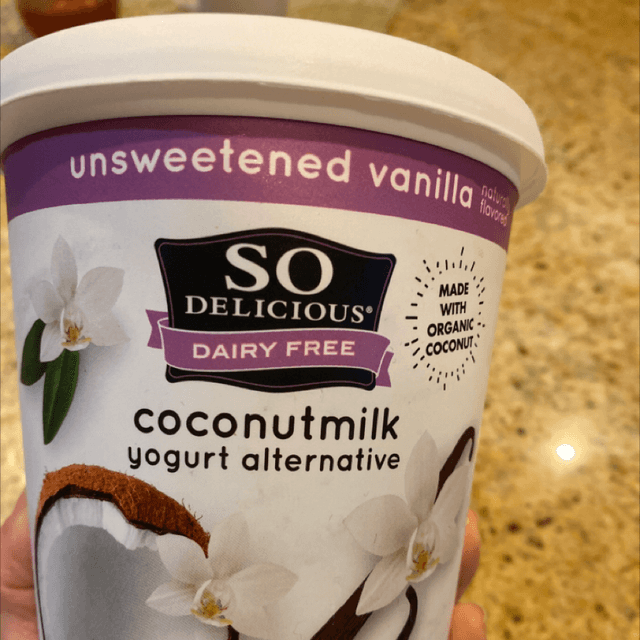 unsweetened vanilla
naturally
flavored
SO
DELICIOUS®
DAIRY FREE
MADE
WITH
ORGANIC
COCONUT
coconutmilk
yogurt alternative